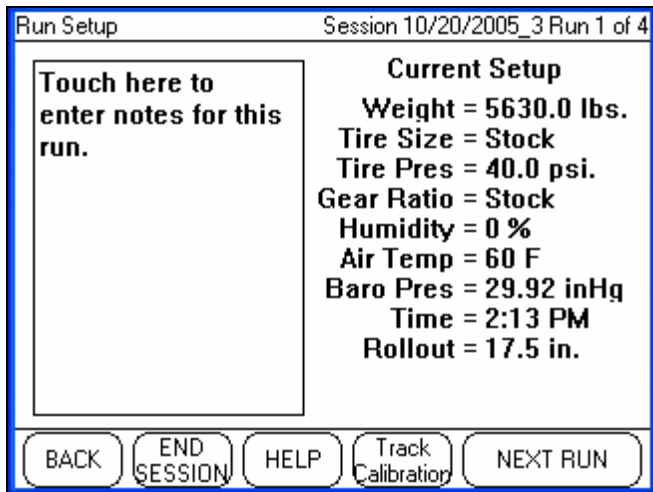 Run Setup
Session 10/20/2005_3 Run 1 of 4
Touch here to
enter notes for this
run.
Current Setup
Weight = 5630.0 lbs.
Tire Size = Stock
Tire Pres = 40.0 psi.
Gear Ratio = Stock
Humidity = 0 %
Air Temp = 60 F
Baro Pres = 29.92 inHg
Time = 2:13 PM
Rollout = 17.5 in.
BACK
END
SESSION
HELP
Track
Calibration
NEXT RUN